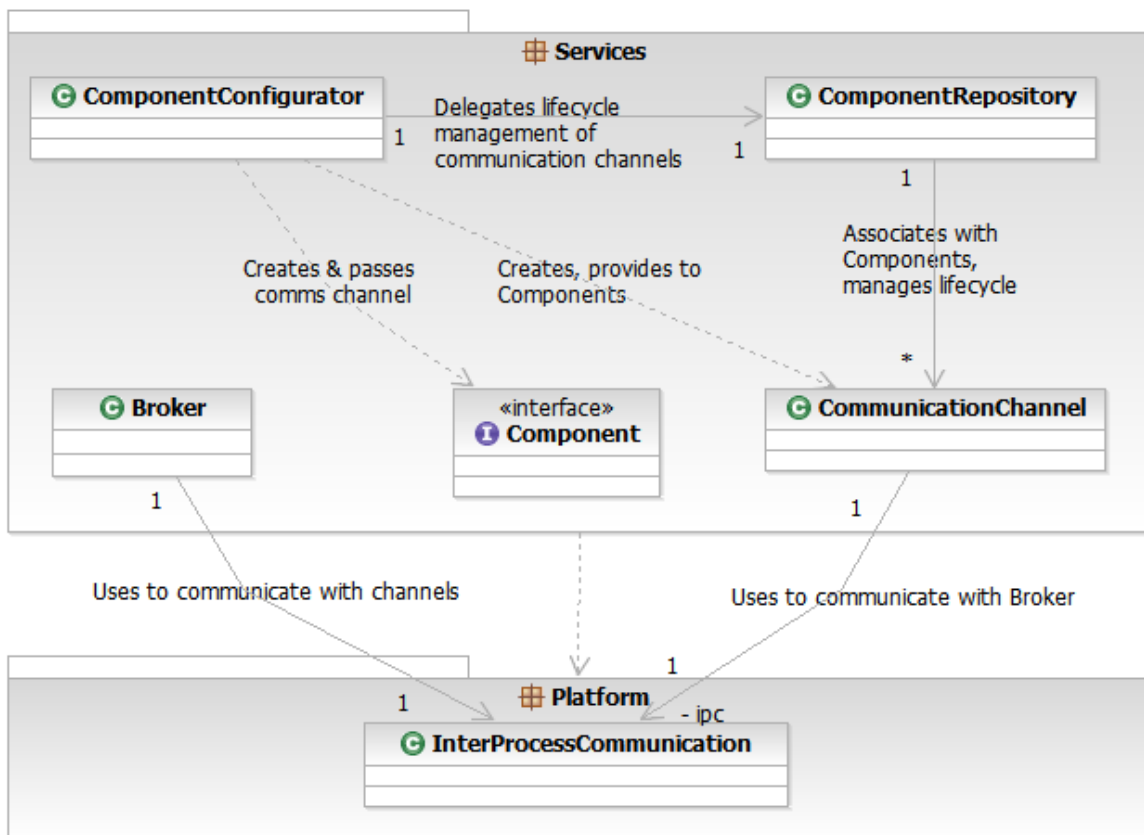 Services
C ComponentConfigurator
C ComponentRepository
Delegates lifecycle
management of
communication channels
1
1
1
Creates & passes
comms channel
Creates, provides to
Components
Associates with
Components,
manages lifecycle
*
C Broker
«interface»
I Component
C CommunicationChannel
1
1
Uses to communicate with channels
Uses to communicate with Broker
1
Platform
1
- ipc
C InterProcessCommunication